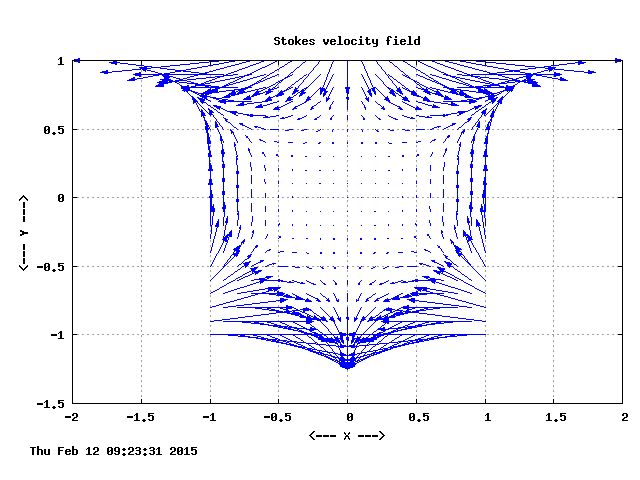 Stokes velocity field
1
0.5
0
-0.5
-1
-1.5
<--- Y --->
-2 -1.5 -1 -0.5 0 0.5 1 1.5 2
<--- X --->
Thu Feb 12 09:23:31 2015